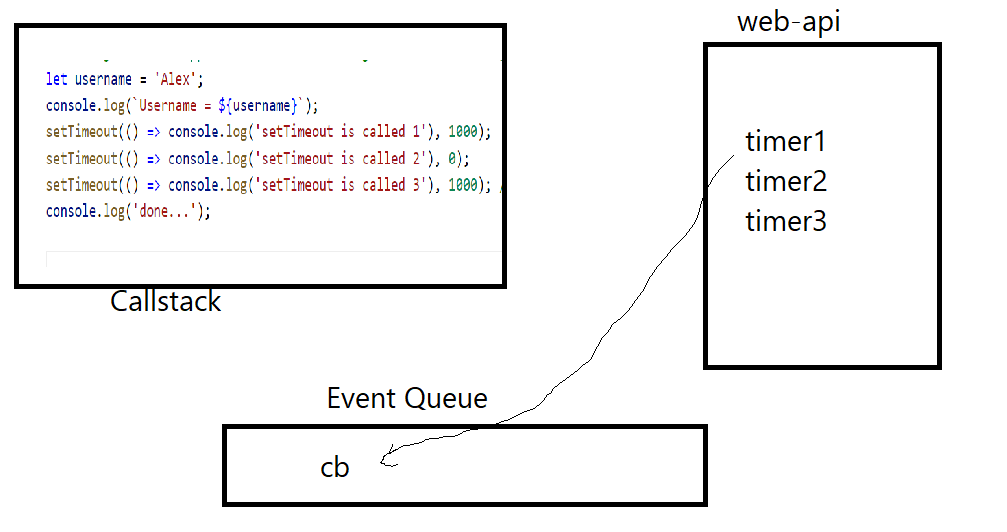 web-api
let username = 'Alex';
console.log(`Username = ${username}`);
setTimeout(() => console.log('setTimeout is called 1'), 1000);
setTimeout(() => console.log('setTimeout is called 2'), 0);
setTimeout(() => console.log('setTimeout is called 3'), 1000); /
console.log('done...');
timer1
timer2
timer3
Callstack
Event Queue
cb